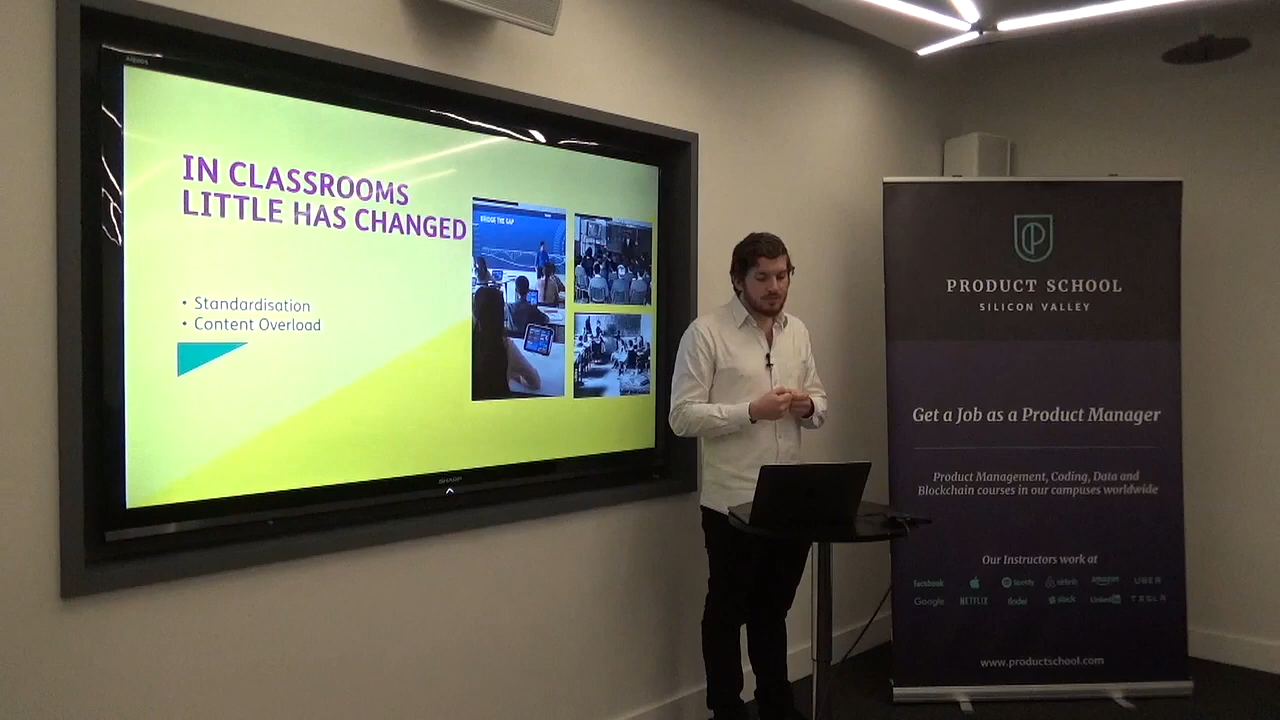 AQUOS
IN CLASSROOMS
LITTLE HAS CHANGED
• Standardisation
• Content Overload
BRIDGE THE GAP
SHARP
P
PRODUCT SCHOOL
SILICON VALLEY
Get a Job as a Product Manager
Product Management, Coding, Data and
Blockchain courses in our campuses worldwide
Our Instructors work at
facebook Spotify airbnb amazon UBER
Google NETFLIX tinder slack LinkedIn TESLA
www.productschool.com